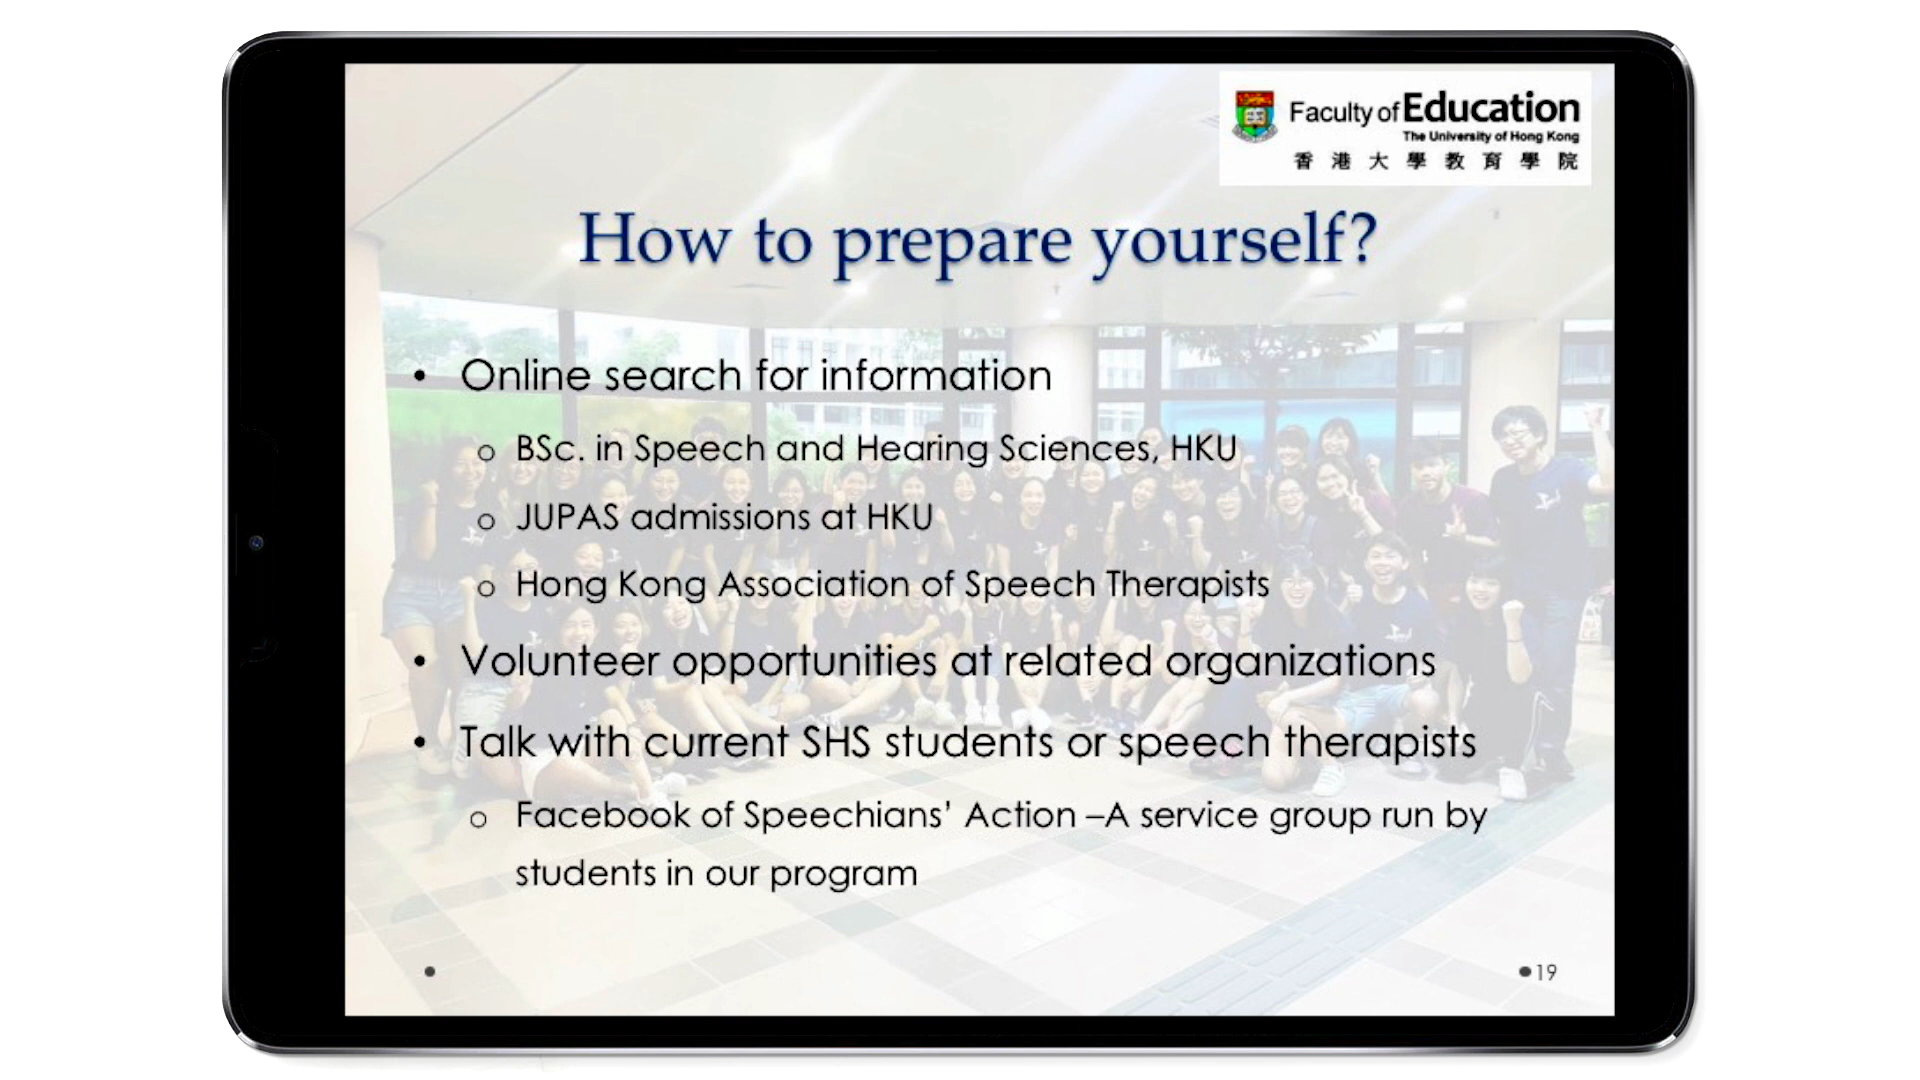 Faculty of Education
The University of Hong Kong
香港大學教育學院
How to prepare yourself?
• Online search for information
o BSc. in Speech and Hearing Sciences, HKU
o JUPAS admissions at HKU
o Hong Kong Association of Speech Therapists
• Volunteer opportunities at related organizations
• Talk with current SHS students or speech therapists
o Facebook of Speechians’ Action –A service group run by
students in our program
•
•19